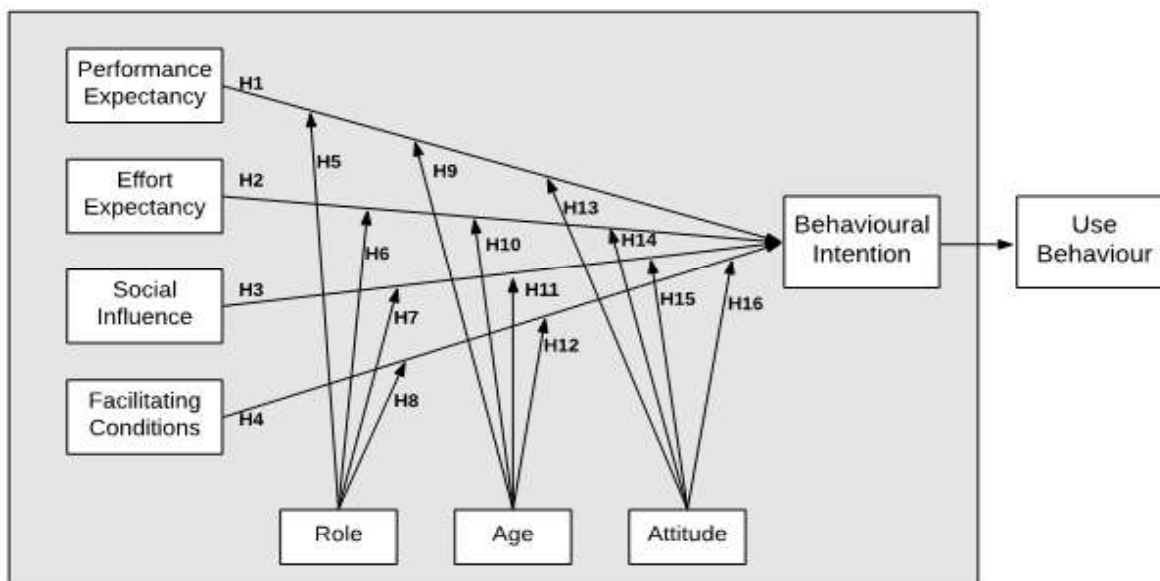 Performance
Expectancy
H1
H5
H9
H13
Effort
Expectancy
H2
H6
H10
H14
Behavioural
Intention
Use
Behaviour
Social
Influence
H3
H7
H11
H15
H16
H12
Facilitating
Conditions
H4
H8
Role
Age
Attitude